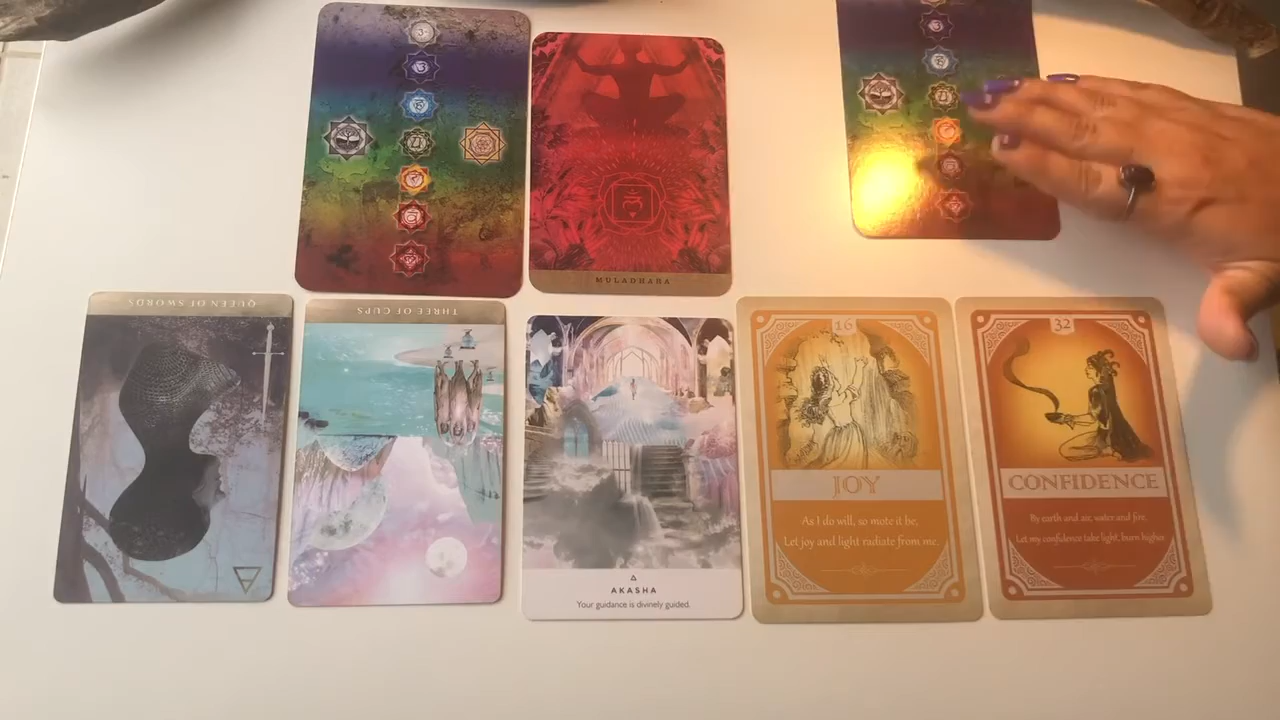 MULADHARA
QUEEN OF SWORDS
THREE OF CUPS
AKASHA
Your guidance is divinely guided.
16
JOY
As I do will, so mote it be,
Let joy and light radiate from me.
32
CONFIDENCE
By earth and air, water and fire,
Let my confidence take light, burn higher